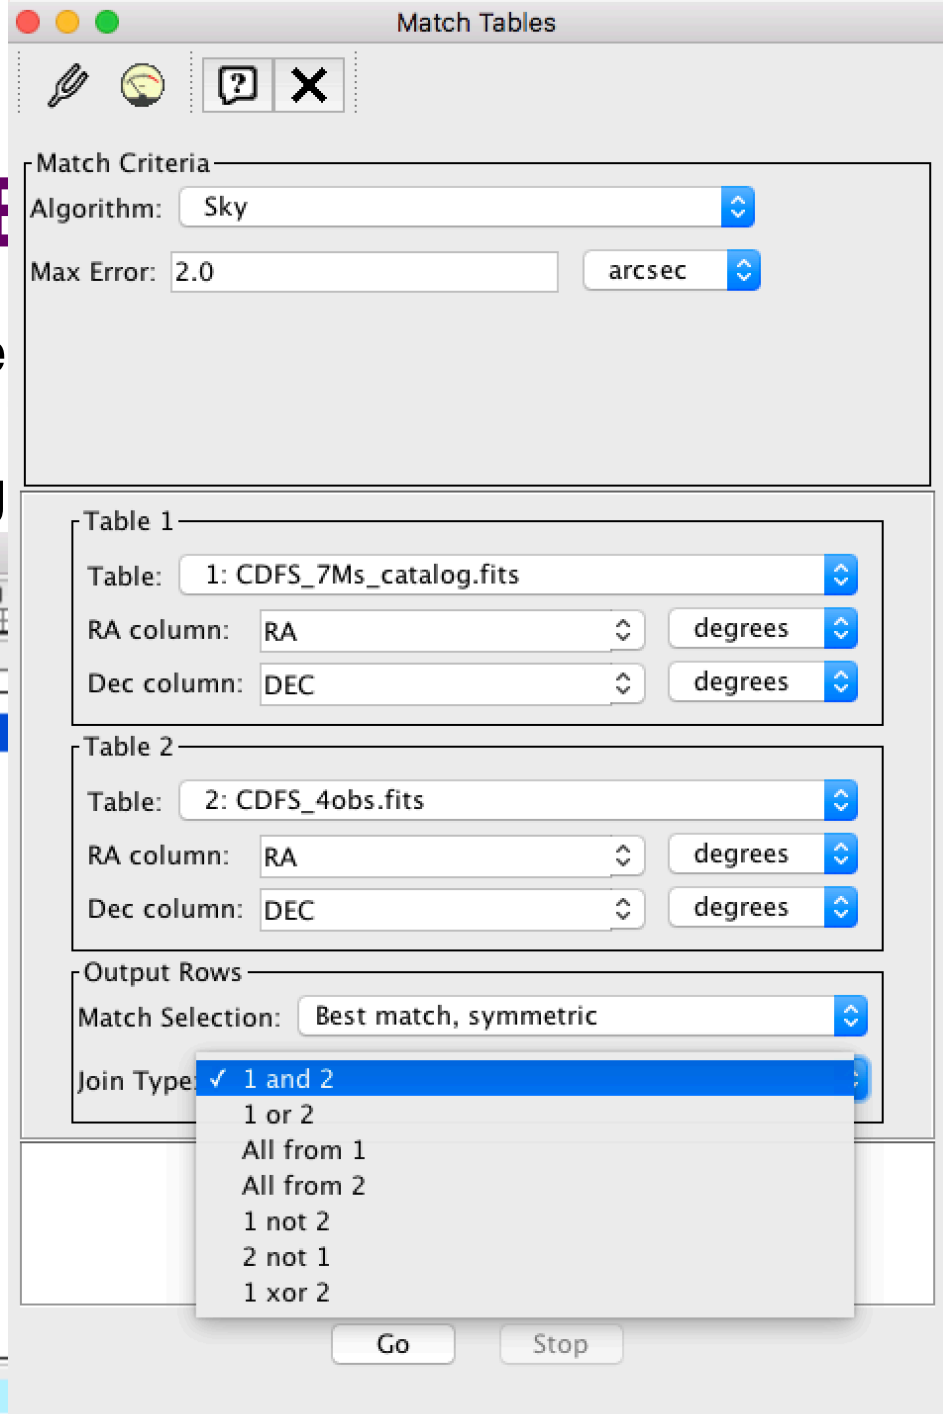 Match Tables
?
Match Criteria
Algorithm: Sky
Max Error: 2.0 arcsec
Table 1
Table: 1: CDFS_7Ms_catalog.fits
RA column: RA degrees
Dec column: DEC degrees
Table 2
Table: 2: CDFS_4obs.fits
RA column: RA degrees
Dec column: DEC degrees
Output Rows
Match Selection: Best match, symmetric
Join Type: ✓ 1 and 2
1 or 2
All from 1
All from 2
1 not 2
2 not 1
1 xor 2
Go Stop